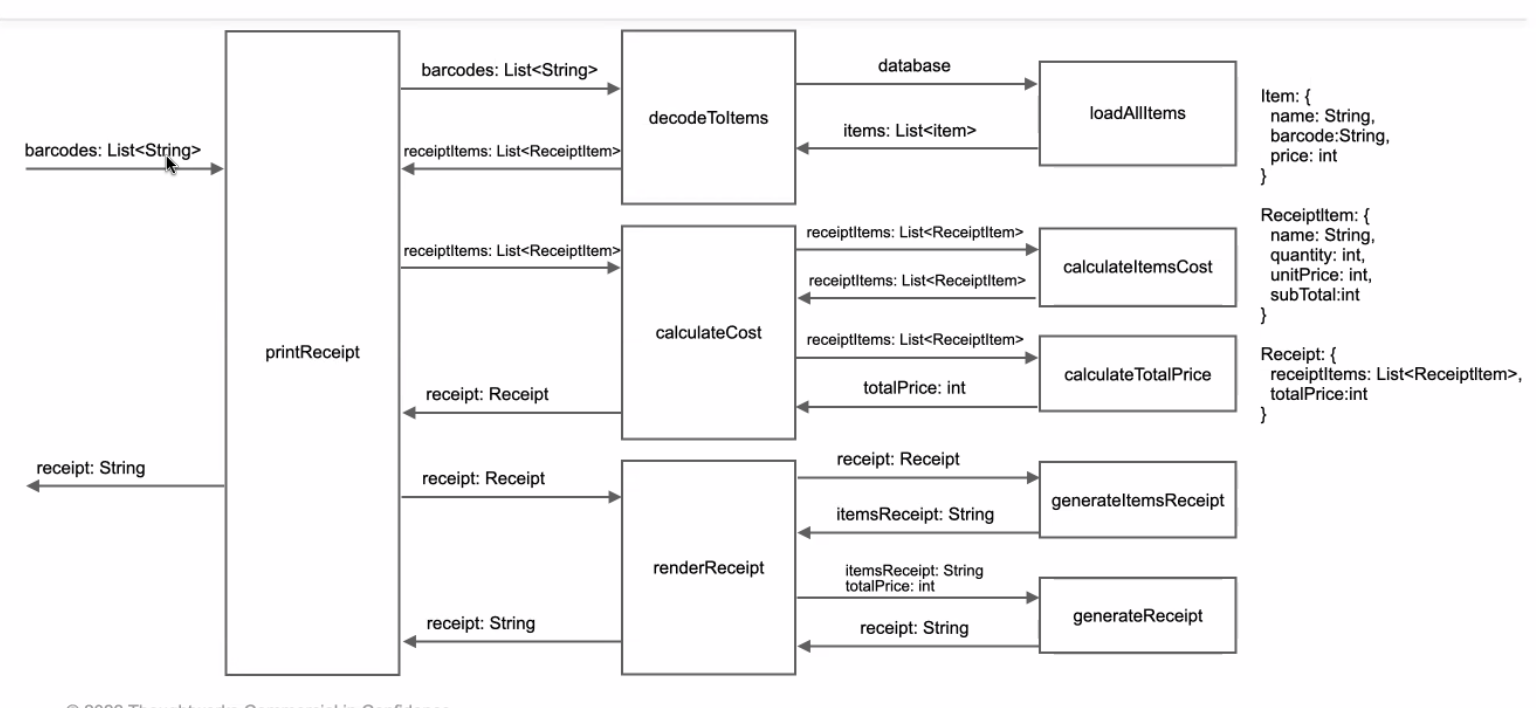 barcodes: List<String>
receipt: String
printReceipt
barcodes: List<String>
receiptItems: List<ReceiptItem>
receiptItems: List<ReceiptItem>
receipt: Receipt
receipt: Receipt
receipt: String
decodeToItems
calculateCost
renderReceipt
database
items: List<item>
receiptItems: List<ReceiptItem>
receiptItems: List<ReceiptItem>
receiptItems: List<ReceiptItem>
totalPrice: int
receipt: Receipt
itemsReceipt: String
itemsReceipt: String
totalPrice: int
receipt: String
loadAllItems
calculateItemsCost
calculateTotalPrice
generateItemsReceipt
generateReceipt
Item: {
name: String,
barcode:String,
price: int
}
ReceiptItem: {
name: String,
quantity: int,
unitPrice: int,
subTotal:int
}
Receipt: {
receiptItems: List<ReceiptItem>,
totalPrice:int
}